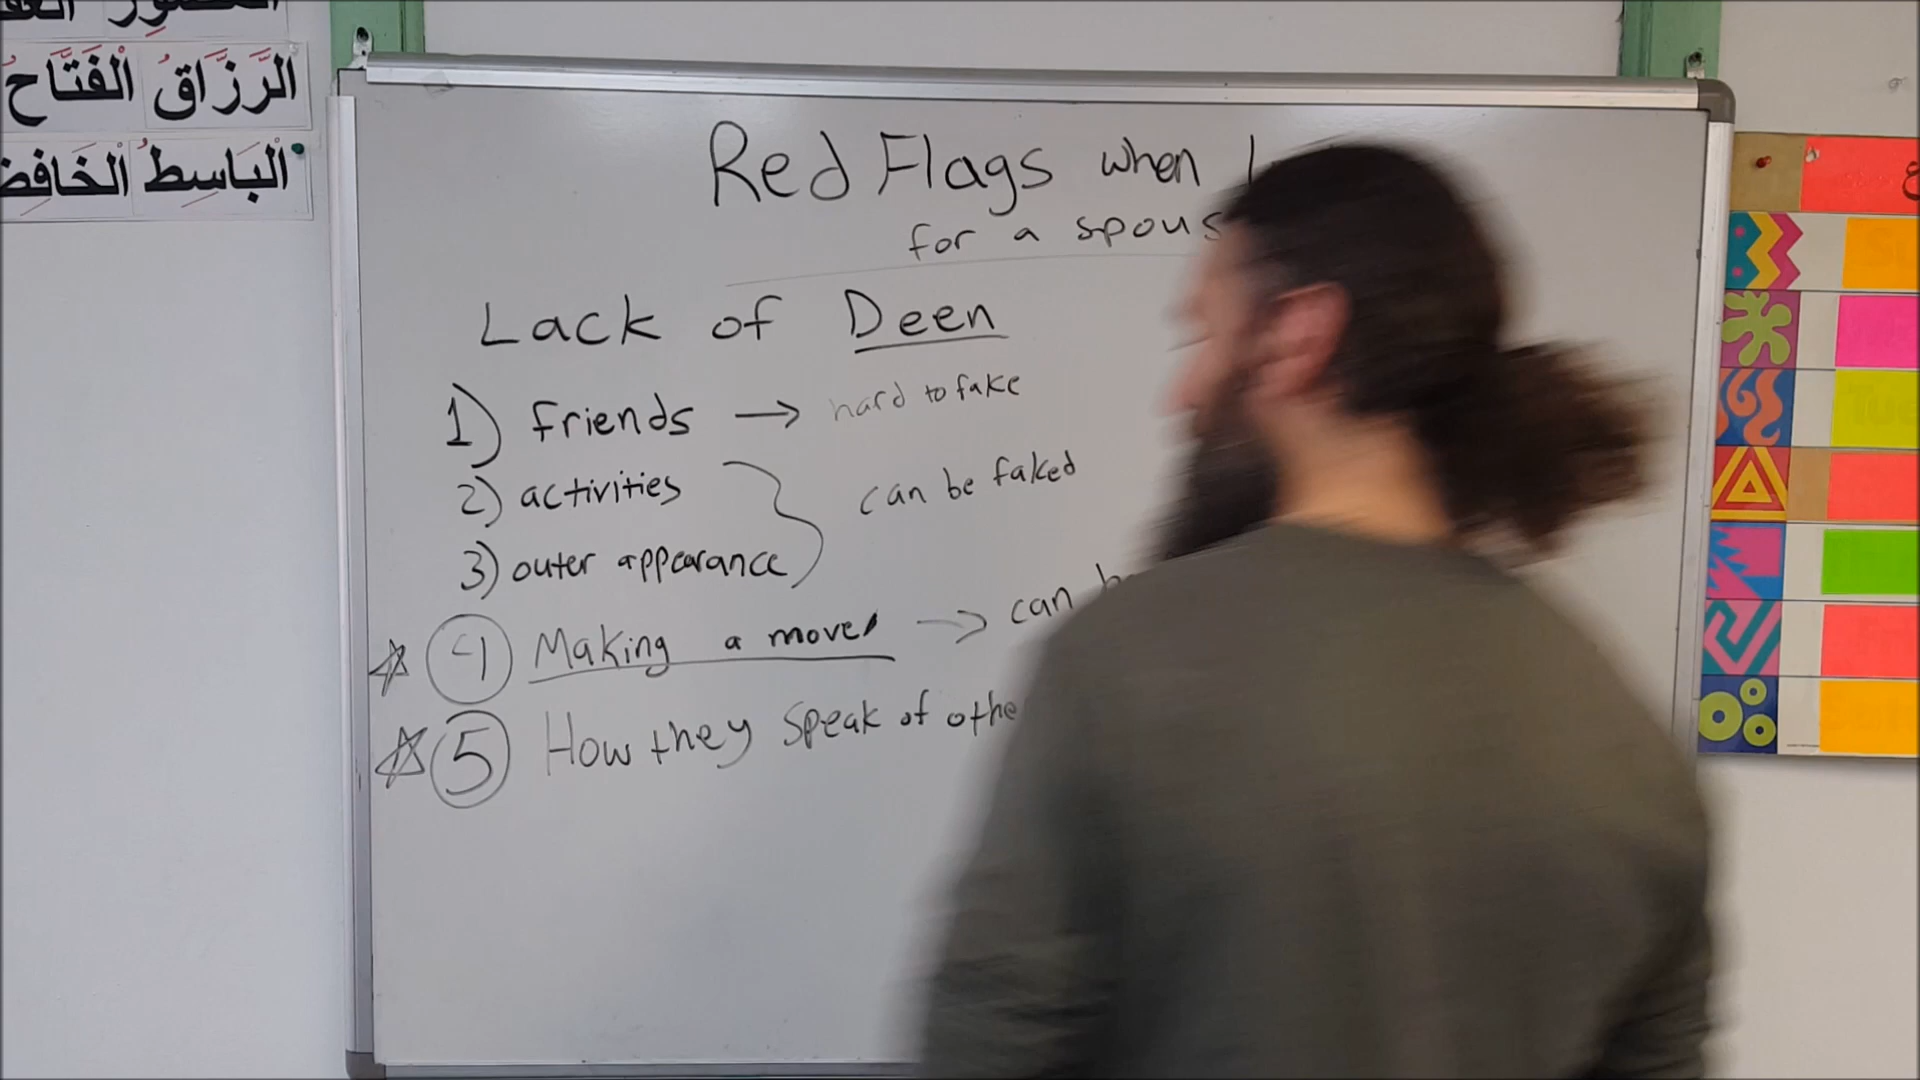 الرَّزَّاقُ الْفَتَّاحُ
الْبَاسِطُ الْخَافِضُ
Red Flags when
for a spous
Lack of Deen
1) friends → hard to fake
2) activities
can be faked
3) outer appearance
4 Making a move → can
5 How they speak of othe